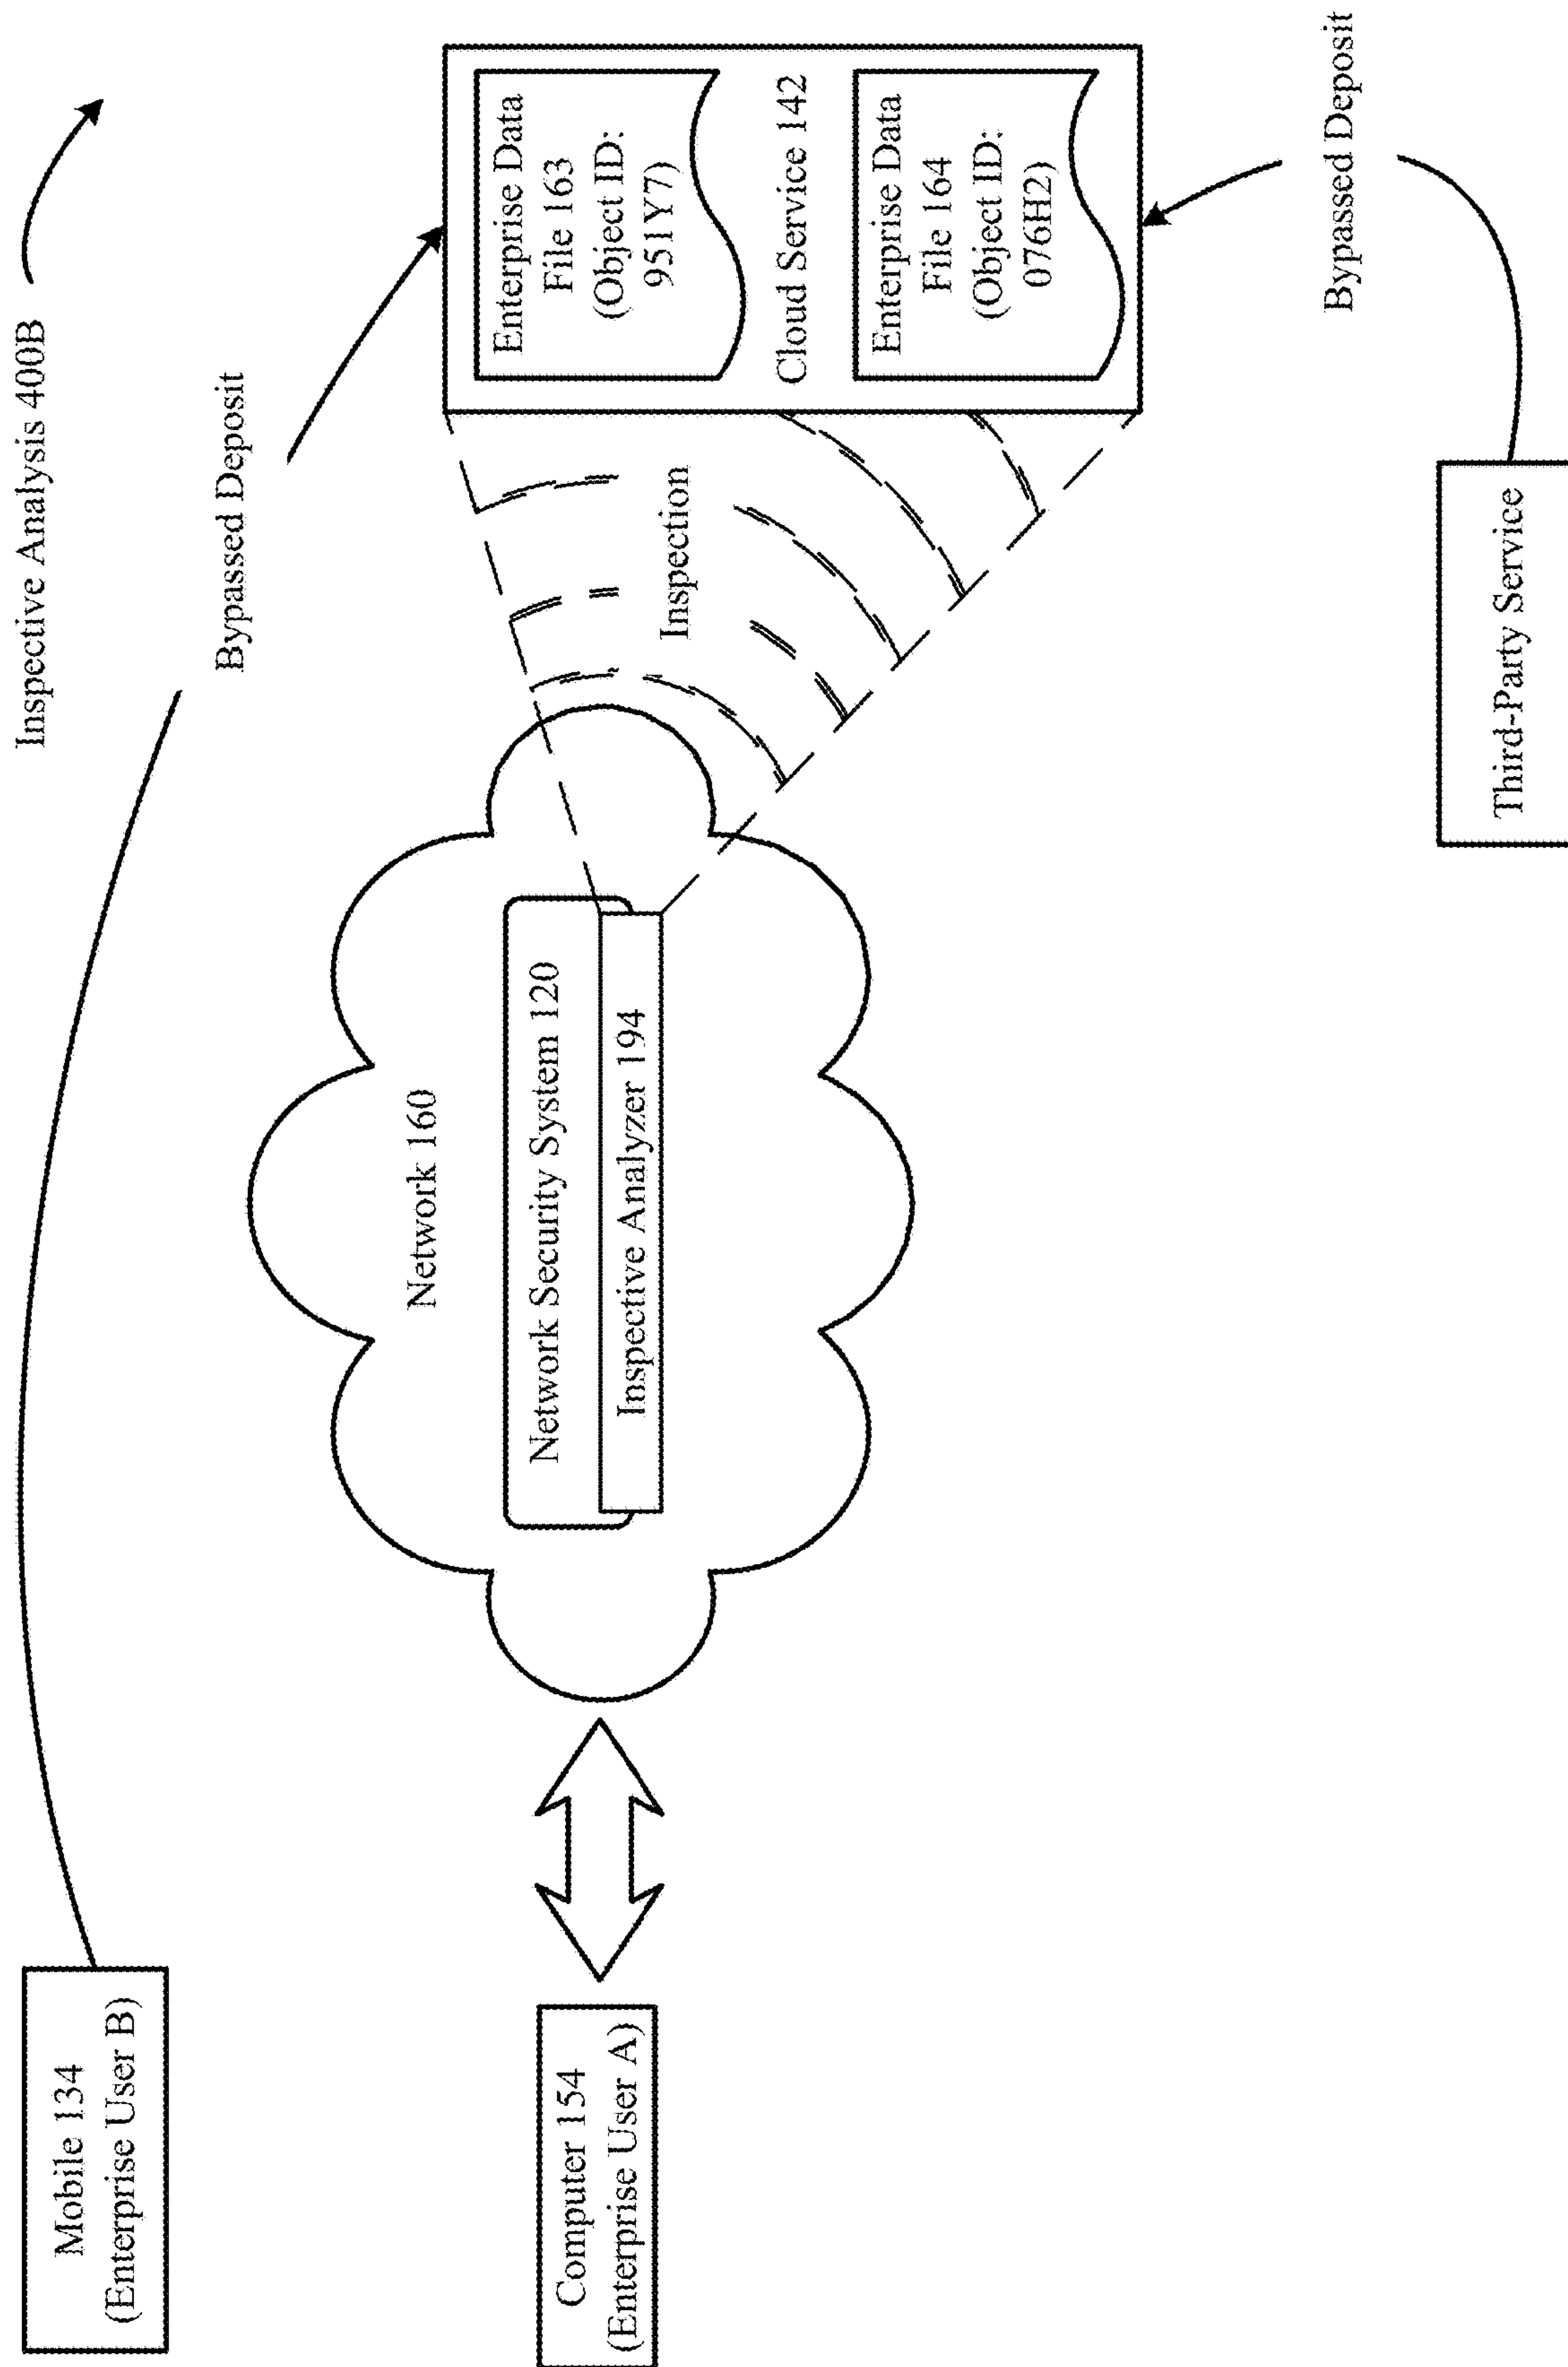 Inspective Analysis 400B
Mobile 134
(Enterprise User B)
Bypassed Deposit
Computer 154
(Enterprise User A)
Network 160
Network Security System 120
Inspective Analyzer 194
Inspection
Enterprise Data
File 163
(Object ID:
951Y7)
Cloud Service 142
Enterprise Data
File 164
(Object ID:
076H2)
Bypassed Deposit
Third-Party Service